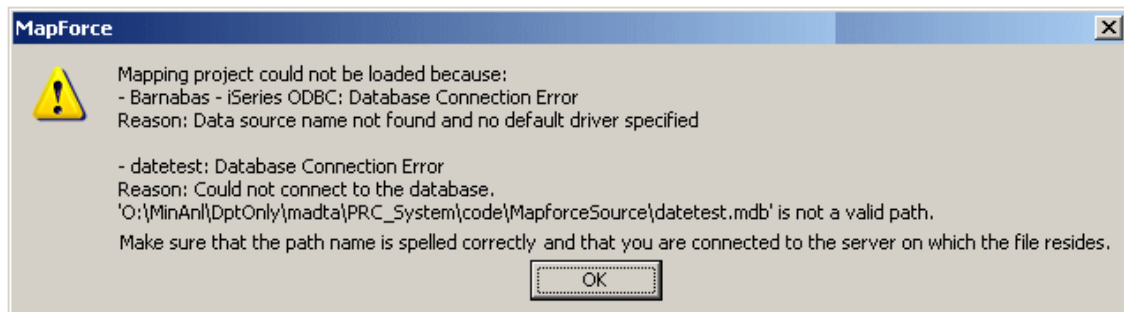 MapForce
Mapping project could not be loaded because:
- Barnabas - iSeries ODBC: Database Connection Error
Reason: Data source name not found and no default driver specified
- datetest: Database Connection Error
Reason: Could not connect to the database.
'O:\MinAnl\DptOnly\madta\PRC_System\code\MapforceSource\datetest.mdb' is not a valid path.
Make sure that the path name is spelled correctly and that you are connected to the server on which the file resides.
OK